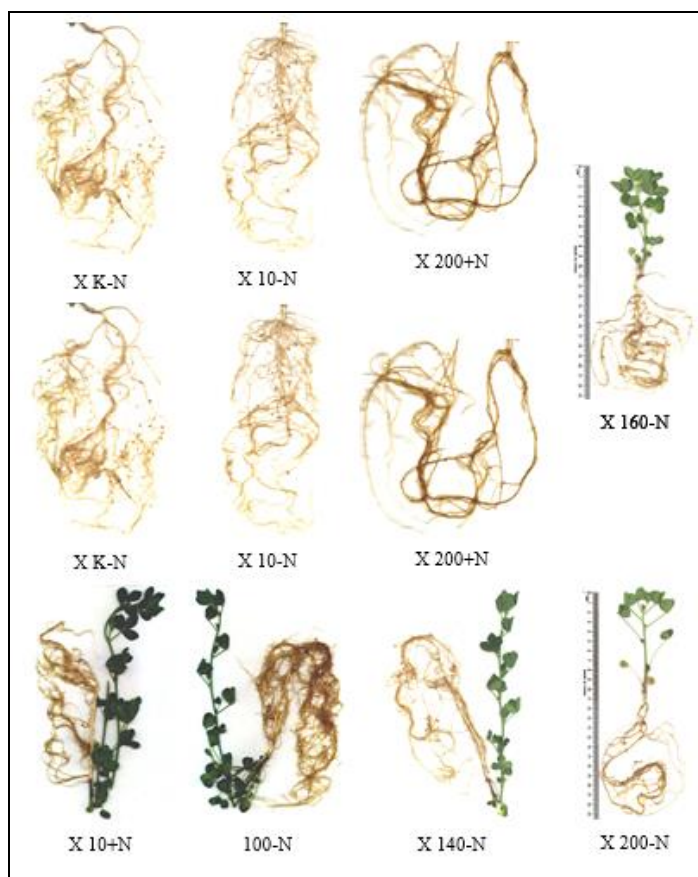 X K-N
X 10-N
X 200+N
X 160-N
X K-N
X 10-N
X 200+N
X 10+N
100-N
X 140-N
X 200-N